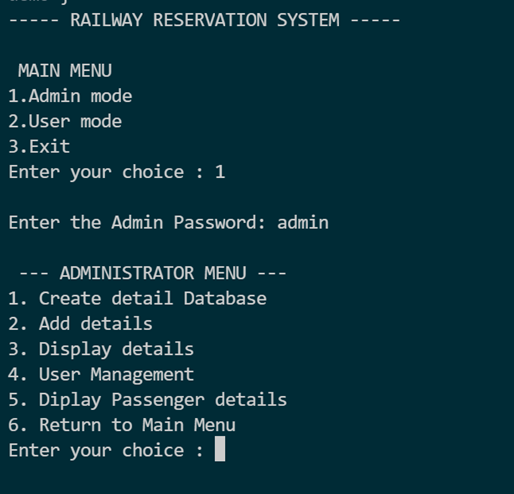 ----- RAILWAY RESERVATION SYSTEM -----
MAIN MENU
1.Admin mode
2.User mode
3.Exit
Enter your choice : 1
Enter the Admin Password: admin
--- ADMINISTRATOR MENU ---
1. Create detail Database
2. Add details
3. Display details
4. User Management
5. Diplay Passenger details
6. Return to Main Menu
Enter your choice :